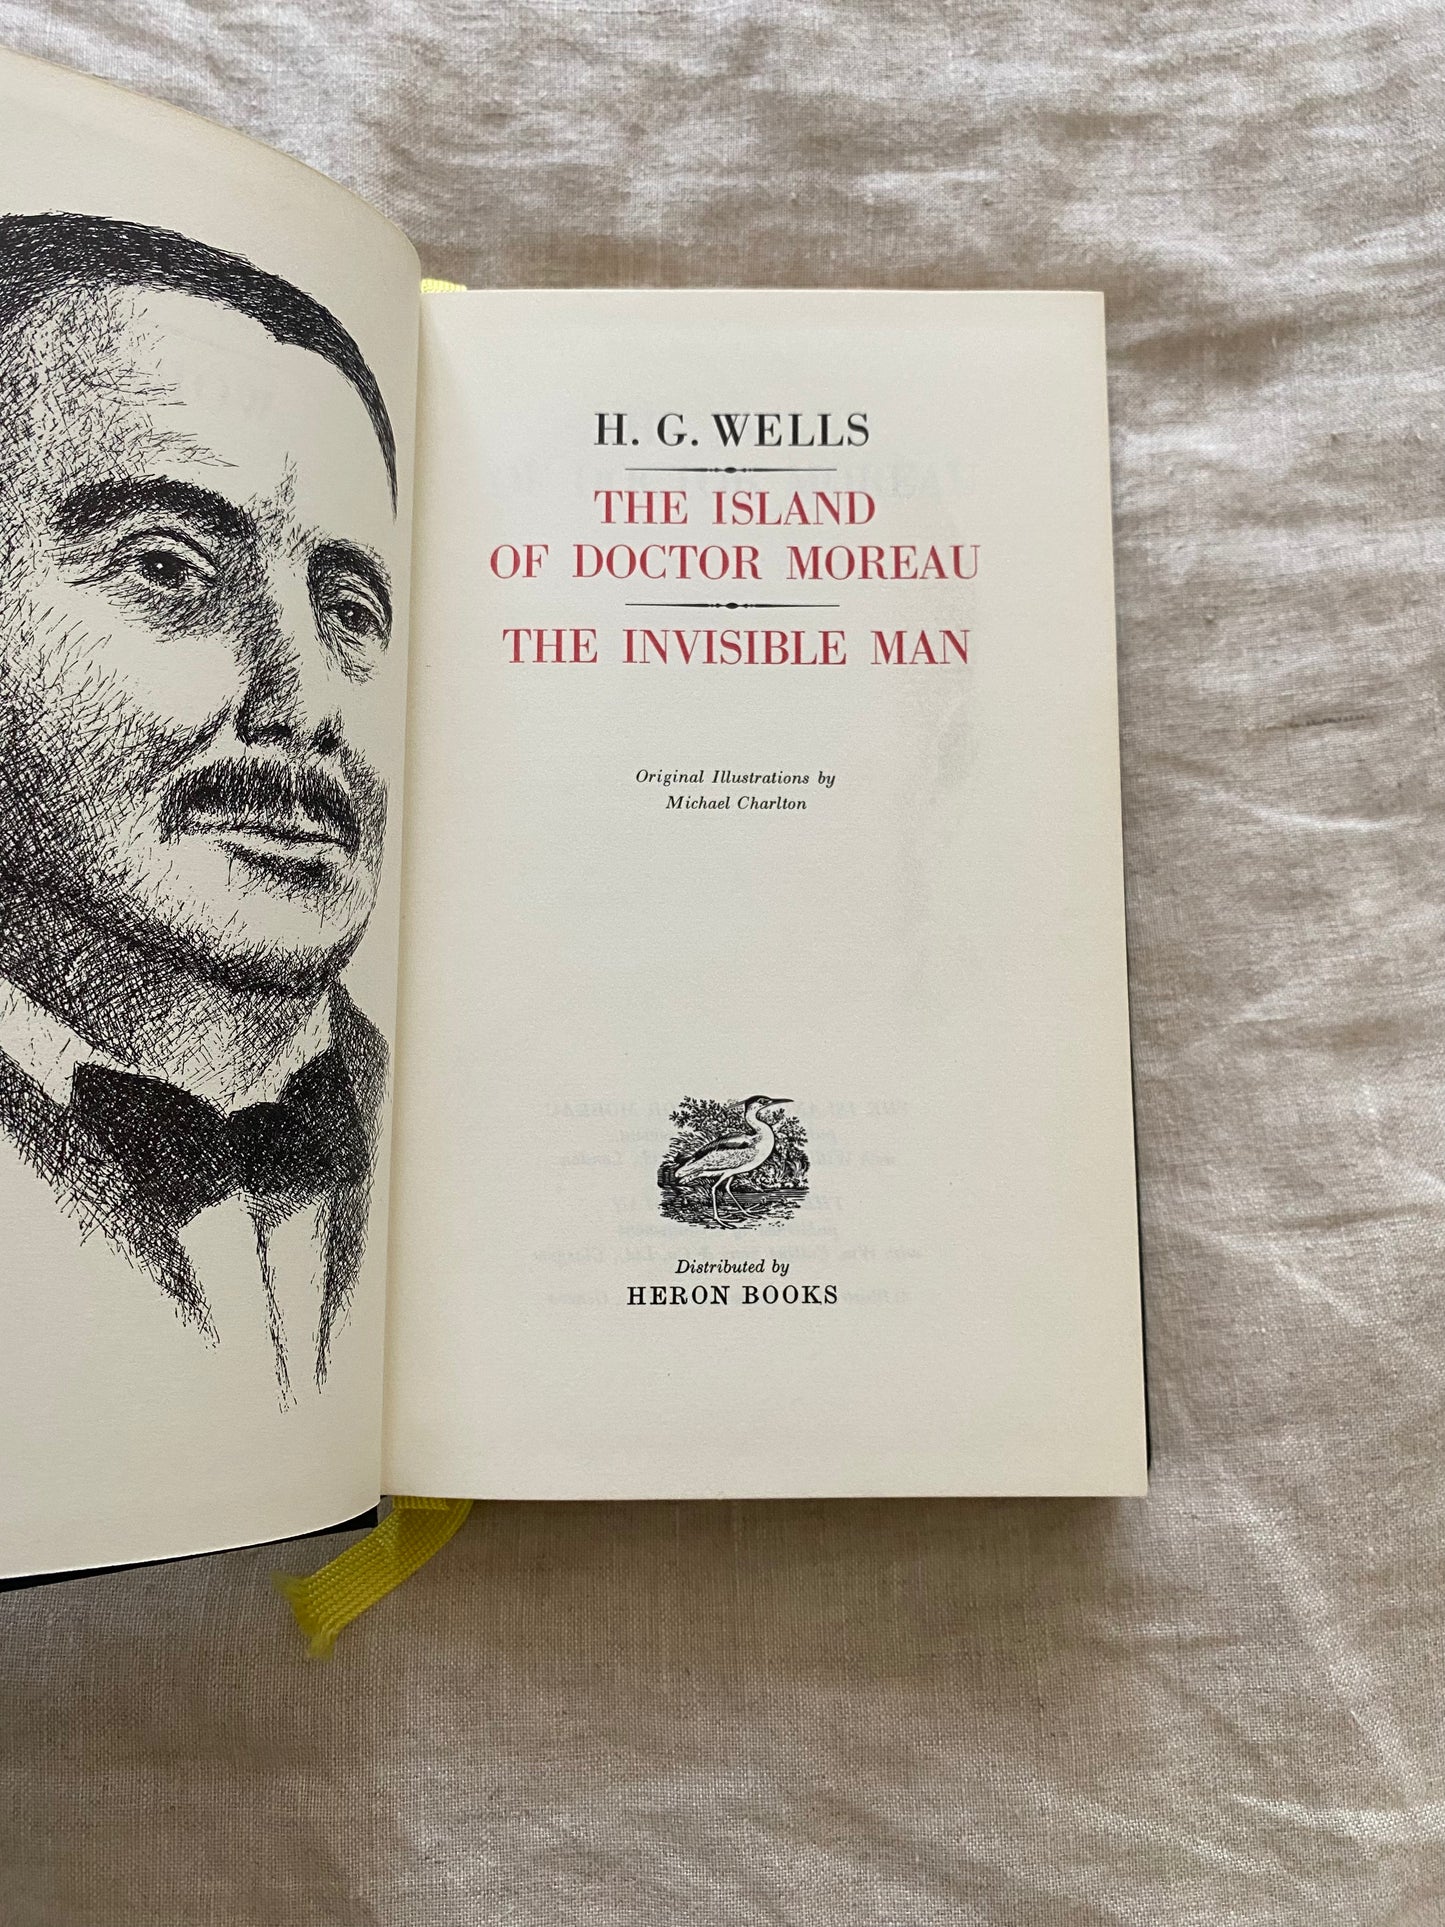 H. G. WELLS
THE ISLAND
OF DOCTOR MOREAU
THE INVISIBLE MAN
Original Illustrations by
Michael Charlton
Distributed by
HERON BOOKS